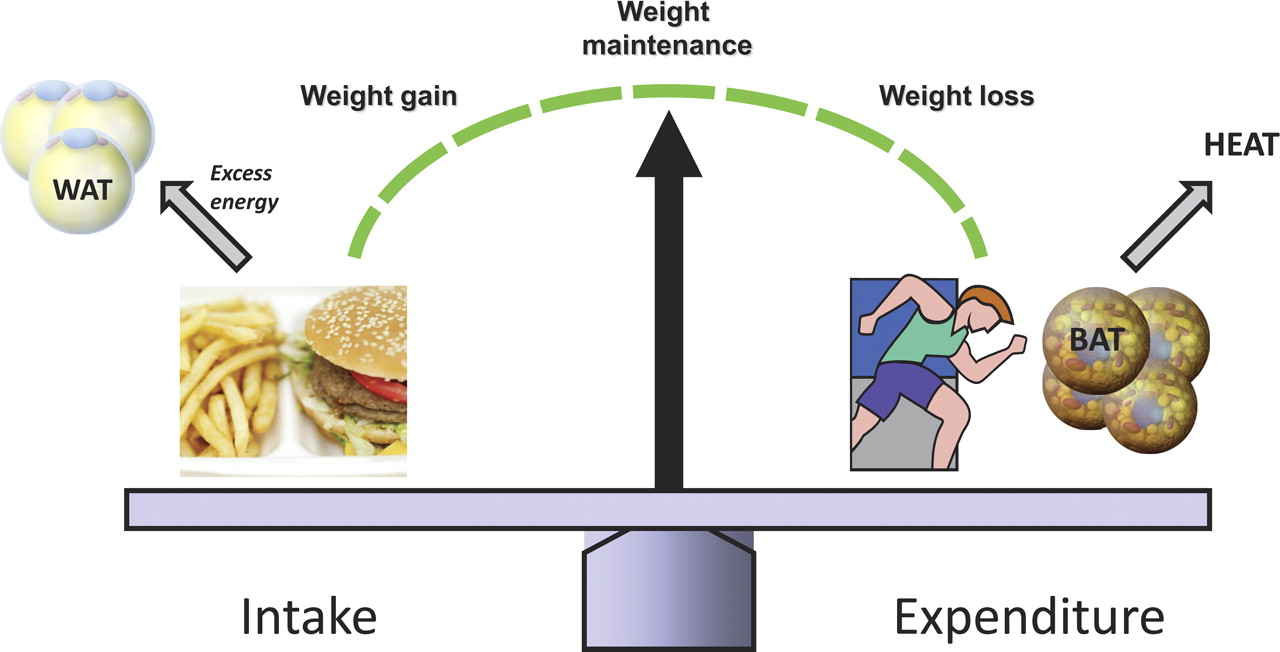 Weight
maintenance
Weight gain
Weight loss
HEAT
Excess
energy
WAT
BAT
Intake
Expenditure